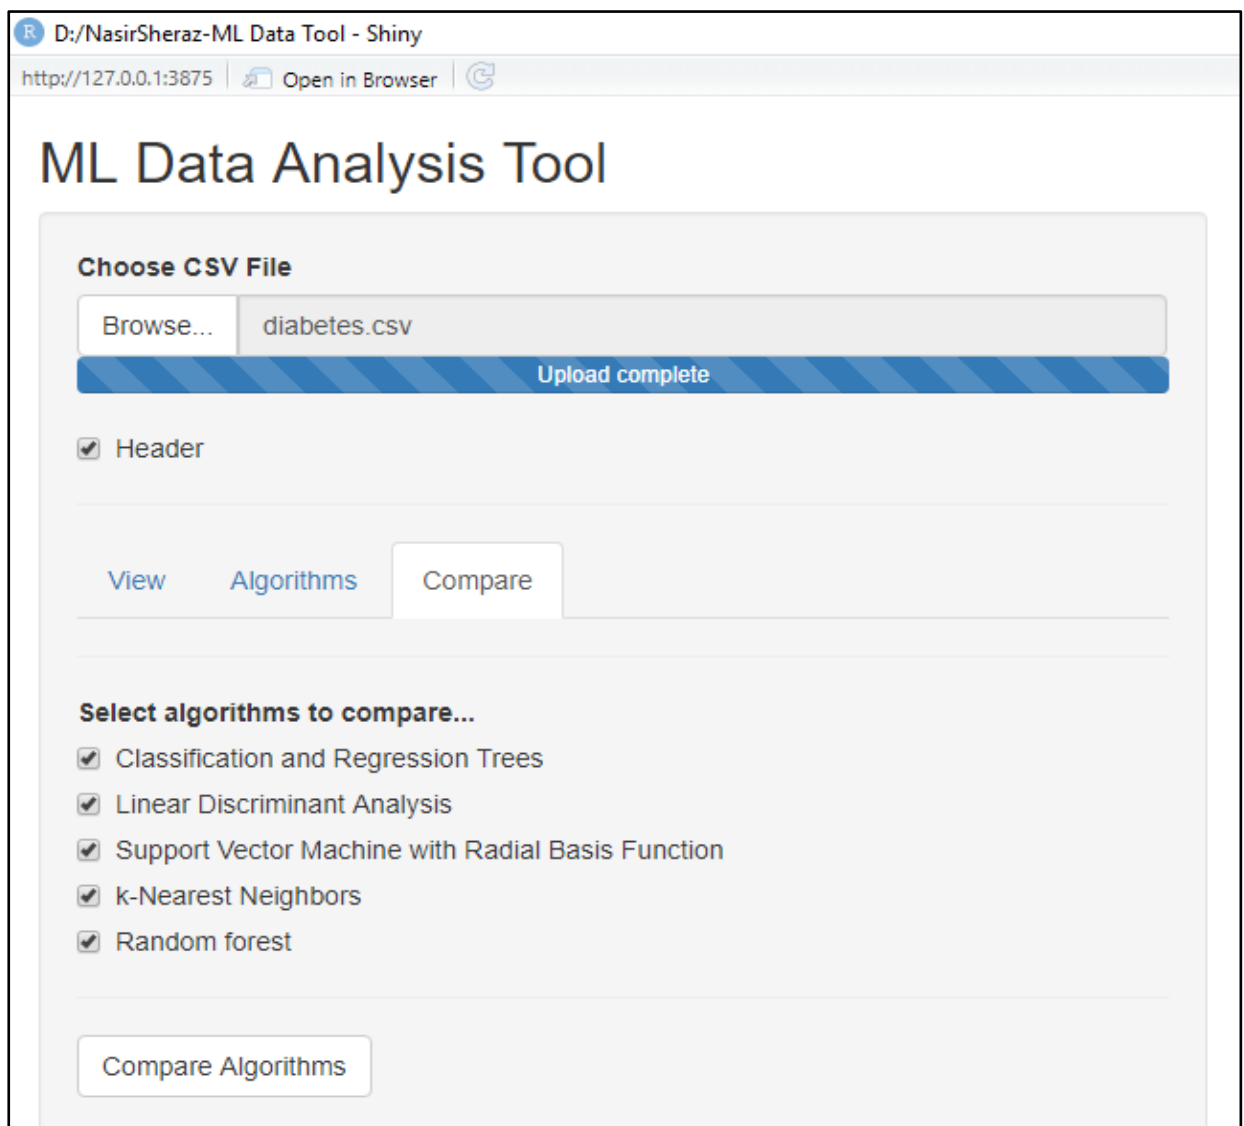 R D:/NasirSheraz-ML Data Tool - Shiny
http://127.0.0.1:3875 Open in Browser
ML Data Analysis Tool
Choose CSV File
Browse... diabetes.csv
Upload complete
Header
View Algorithms Compare
Select algorithms to compare...
Classification and Regression Trees
Linear Discriminant Analysis
Support Vector Machine with Radial Basis Function
k-Nearest Neighbors
Random forest
Compare Algorithms